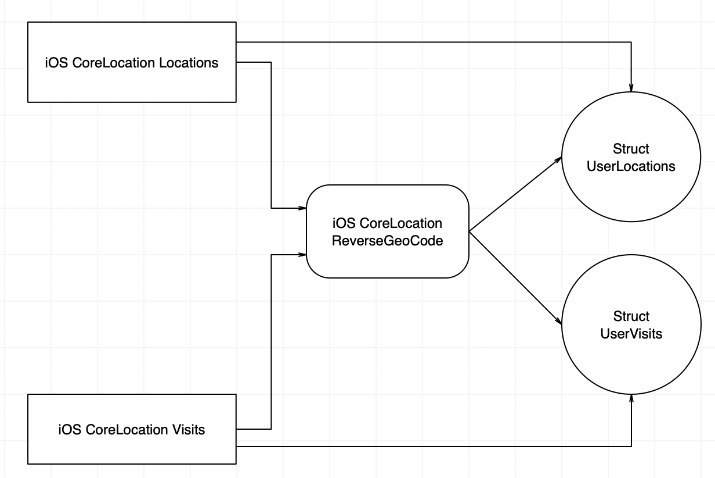 iOS CoreLocation Locations
Struct
UserLocations
iOS CoreLocation
ReverseGeoCode
Struct
UserVisits
iOS CoreLocation Visits